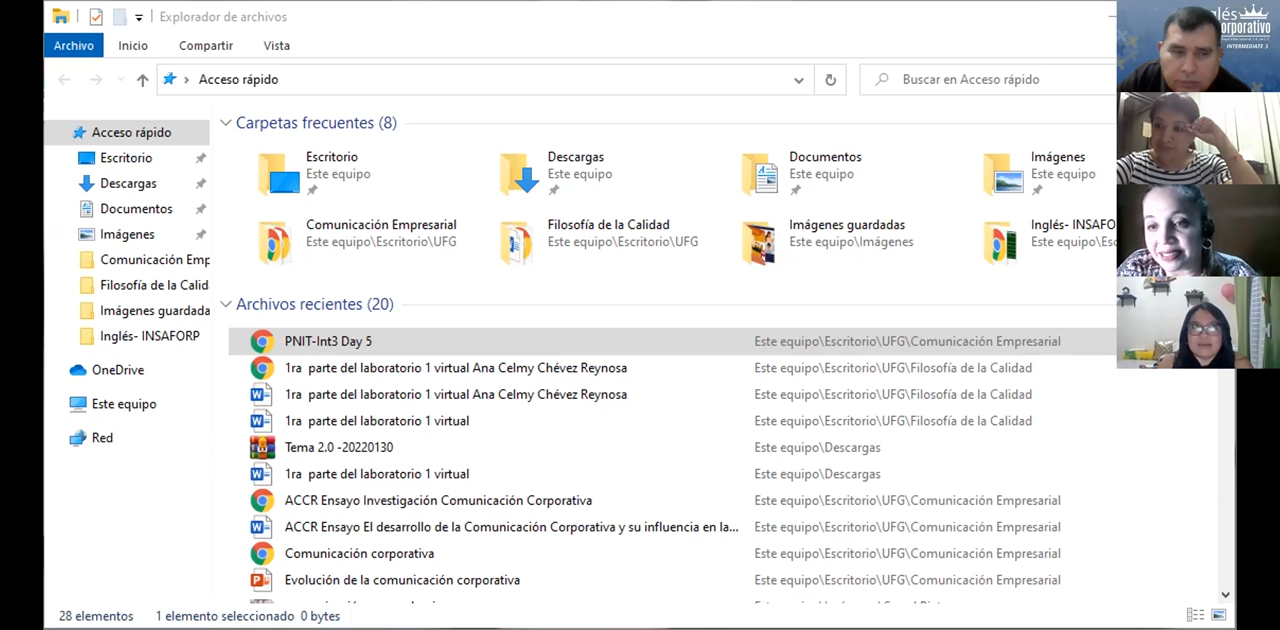 Explorador de archivos
Archivo Inicio Compartir Vista
Acceso rápido
Buscar en Acceso rápido
Acceso rápido
Escritorio
Descargas
Documentos
Imágenes
Comunicación Emp
Filosofía de la Calid
Imágenes guardada
Inglés- INSAFORP
OneDrive
Este equipo
Red
Carpetas frecuentes (8)
Escritorio
Este equipo
Descargas
Este equipo
Documentos
Este equipo
Imágenes
Este equipo
Comunicación Empresarial
Este equipo\Escritorio\UFG
Filosofía de la Calidad
Este equipo\Escritorio\UFG
Imágenes guardadas
Este equipo\Imágenes
Inglés- INSAFO
Este equipo\Esc
Archivos recientes (20)
PNIT-Int3 Day 5 Este equipo\Escritorio\UFG\Comunicación Empresarial
1ra parte del laboratorio 1 virtual Ana Celmy Chévez Reynosa Este equipo\Escritorio\UFG\Filosofía de la Calidad
1ra parte del laboratorio 1 virtual Ana Celmy Chévez Reynosa Este equipo\Escritorio\UFG\Filosofía de la Calidad
1ra parte del laboratorio 1 virtual Este equipo\Escritorio\UFG\Filosofía de la Calidad
Tema 2.0 -20220130 Este equipo\Descargas
1ra parte del laboratorio 1 virtual Este equipo\Descargas
ACCR Ensayo Investigación Comunicación Corporativa Este equipo\Escritorio\UFG\Comunicación Empresarial
ACCR Ensayo El desarrollo de la Comunicación Corporativa y su influencia en la... Este equipo\Escritorio\UFG\Comunicación Empresarial
Comunicación corporativa Este equipo\Escritorio\UFG\Comunicación Empresarial
Evolución de la comunicación corporativa Este equipo\Escritorio\UFG\Comunicación Empresarial
28 elementos 1 elemento seleccionado 0 bytes
glés
orporativo
INTERMEDIATE 3